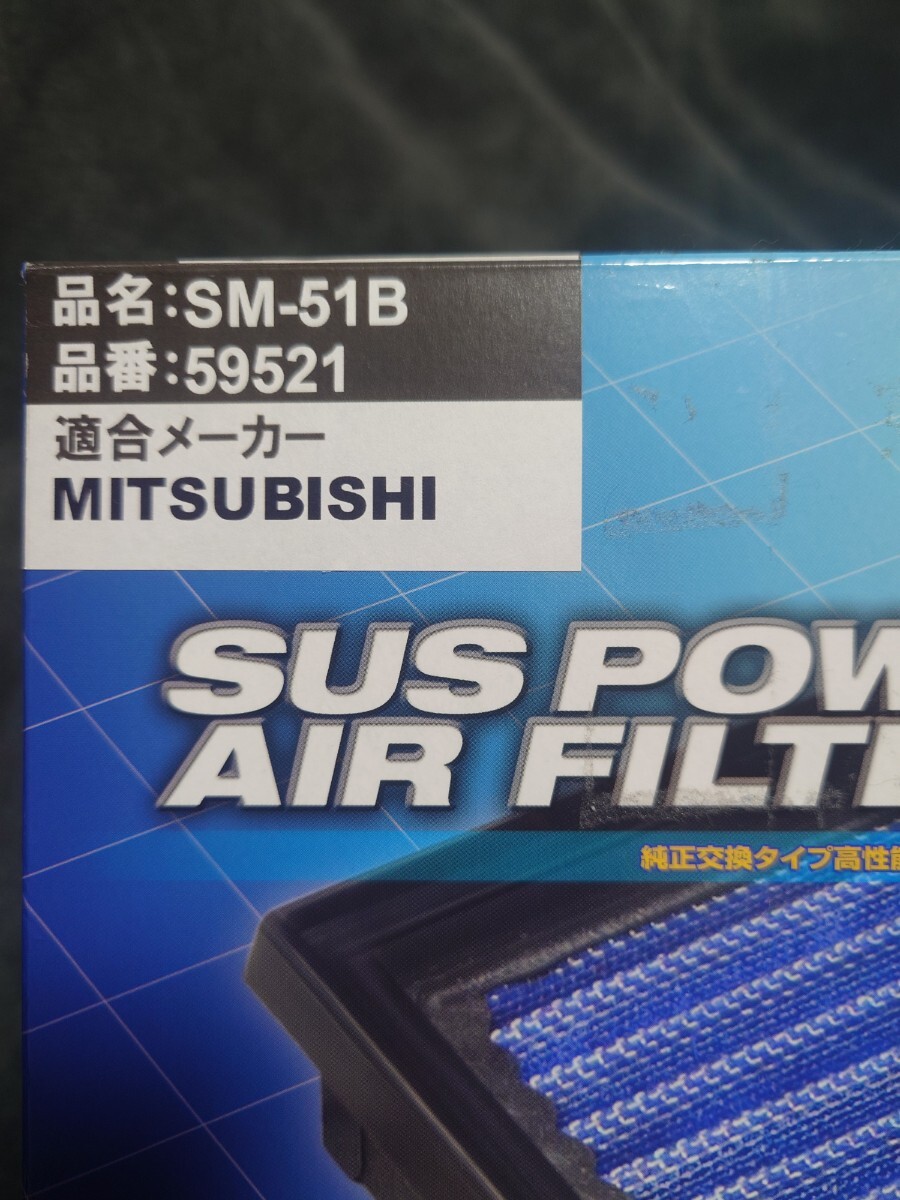 品名:SM-51B
品番:59521
適合メーカー
MITSUBISHI
SUS POW
AIR FILT
純正交換タイプ高性能